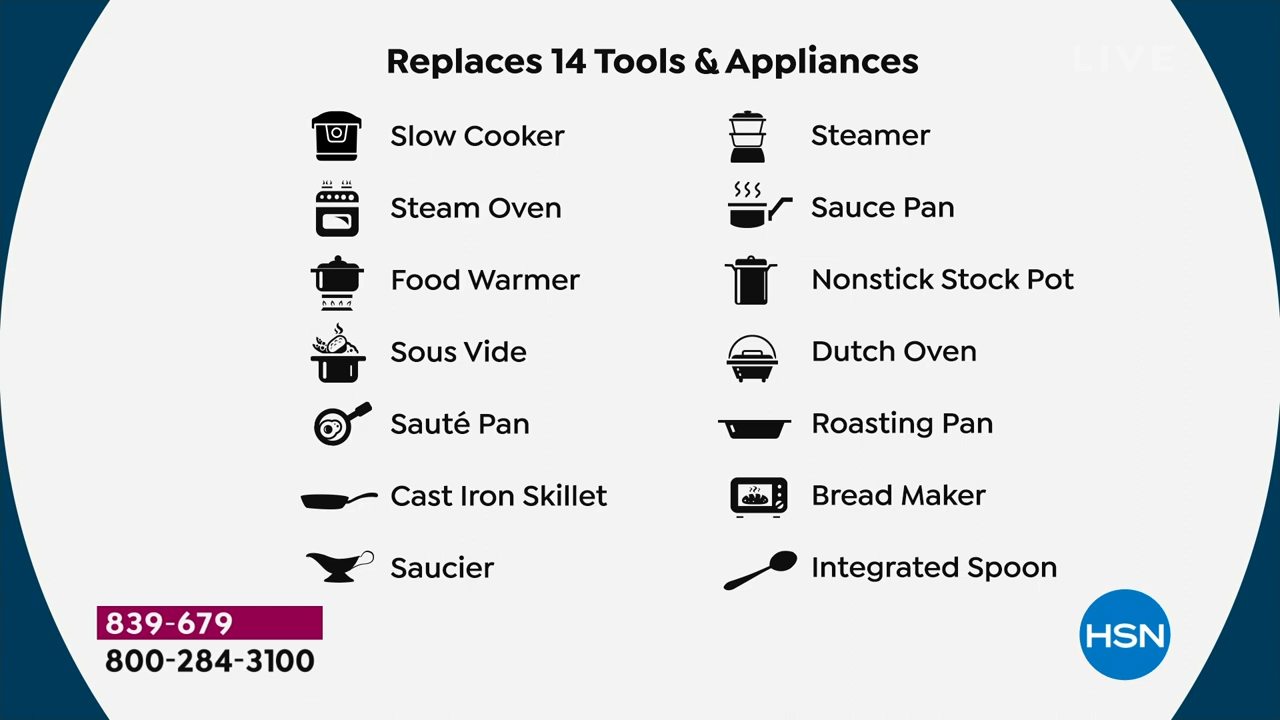 Replaces 14 Tools & Appliances
LIVE
Slow Cooker
Steamer
Steam Oven
Sauce Pan
Food Warmer
Nonstick Stock Pot
Sous Vide
Dutch Oven
Sauté Pan
Roasting Pan
Cast Iron Skillet
Bread Maker
Saucier
Integrated Spoon
839-679
800-284-3100
HSN